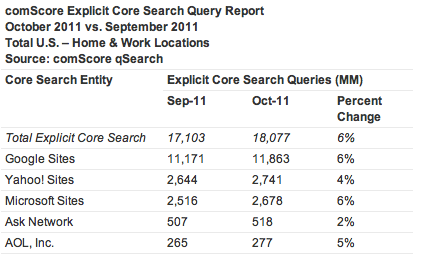 comScore Explicit Core Search Query Report
October 2011 vs. September 2011
Total U.S. – Home & Work Locations
Source: comScore qSearch
Core Search Entity Explicit Core Search Queries (MM)
Sep-11 Oct-11 Percent Change
Total Explicit Core Search 17,103 18,077 6%
Google Sites 11,171 11,863 6%
Yahoo! Sites 2,644 2,741 4%
Microsoft Sites 2,516 2,678 6%
Ask Network 507 518 2%
AOL, Inc. 265 277 5%